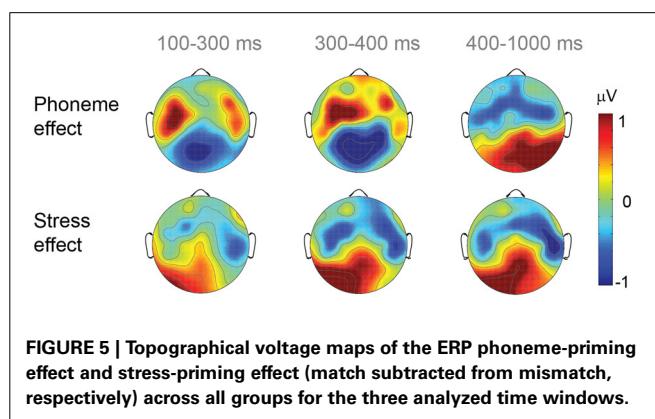 100-300 ms 300-400 ms 400-1000 ms
Phoneme
effect
µV
1
0
-1
Stress
effect
FIGURE 5 | Topographical voltage maps of the ERP phoneme-priming
effect and stress-priming effect (match subtracted from mismatch,
respectively) across all groups for the three analyzed time windows.